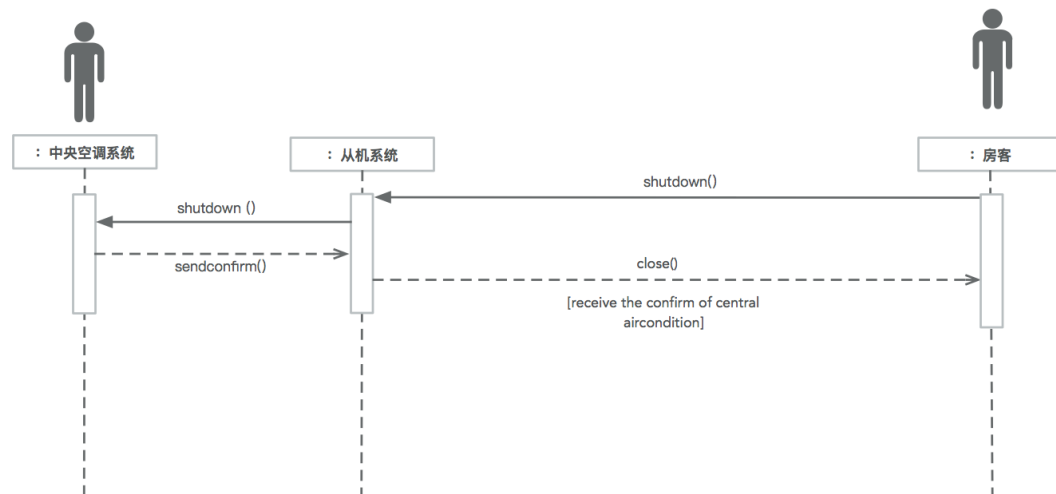 ：中央空调系统
：从机系统
：房客
shutdown()
shutdown ()
sendconfirm()
close()
[receive the confirm of central
aircondition]